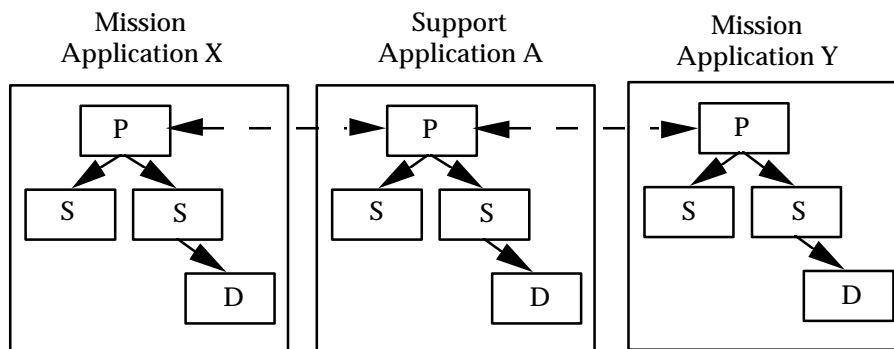 Mission
Application X
Support
Application A
Mission
Application Y
P
P
P
S
S
S
S
S
S
D
D
D